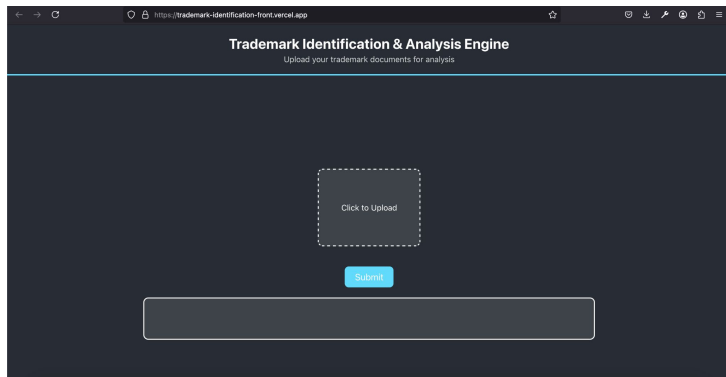 https://trademark-identification-front.vercel.app
Trademark Identification & Analysis Engine
Upload your trademark documents for analysis
Click to Upload
Submit